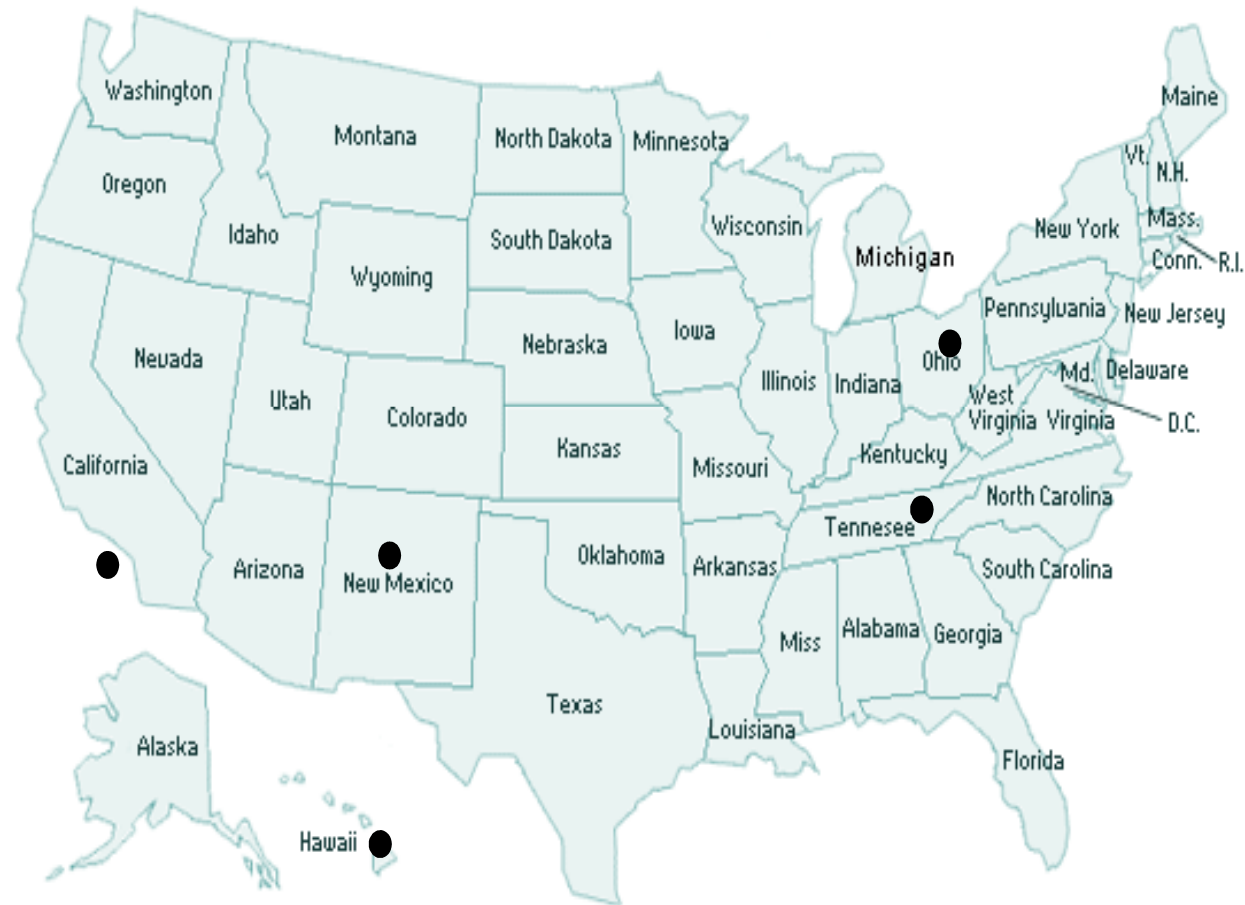 Washington
Montana
North Dakota
Minnesota
Maine
Vt.
N.H.
Oregon
Idaho
Wyoming
South Dakota
Wisconsin
Michigan
New York
Mass.
Conn.
R.I.
Nevada
Utah
Colorado
Nebraska
Iowa
Illinois
Indiana
Ohio
Pennsylvania
New Jersey
Md.
Delaware
West
Virginia
Virginia
D.C.
California
Kansas
Missouri
Kentucky
North Carolina
Arizona
New Mexico
Oklahoma
Arkansas
Tennesee
South Carolina
Texas
Louisiana
Miss
Alabama
Georgia
Florida
Alaska
Hawaii